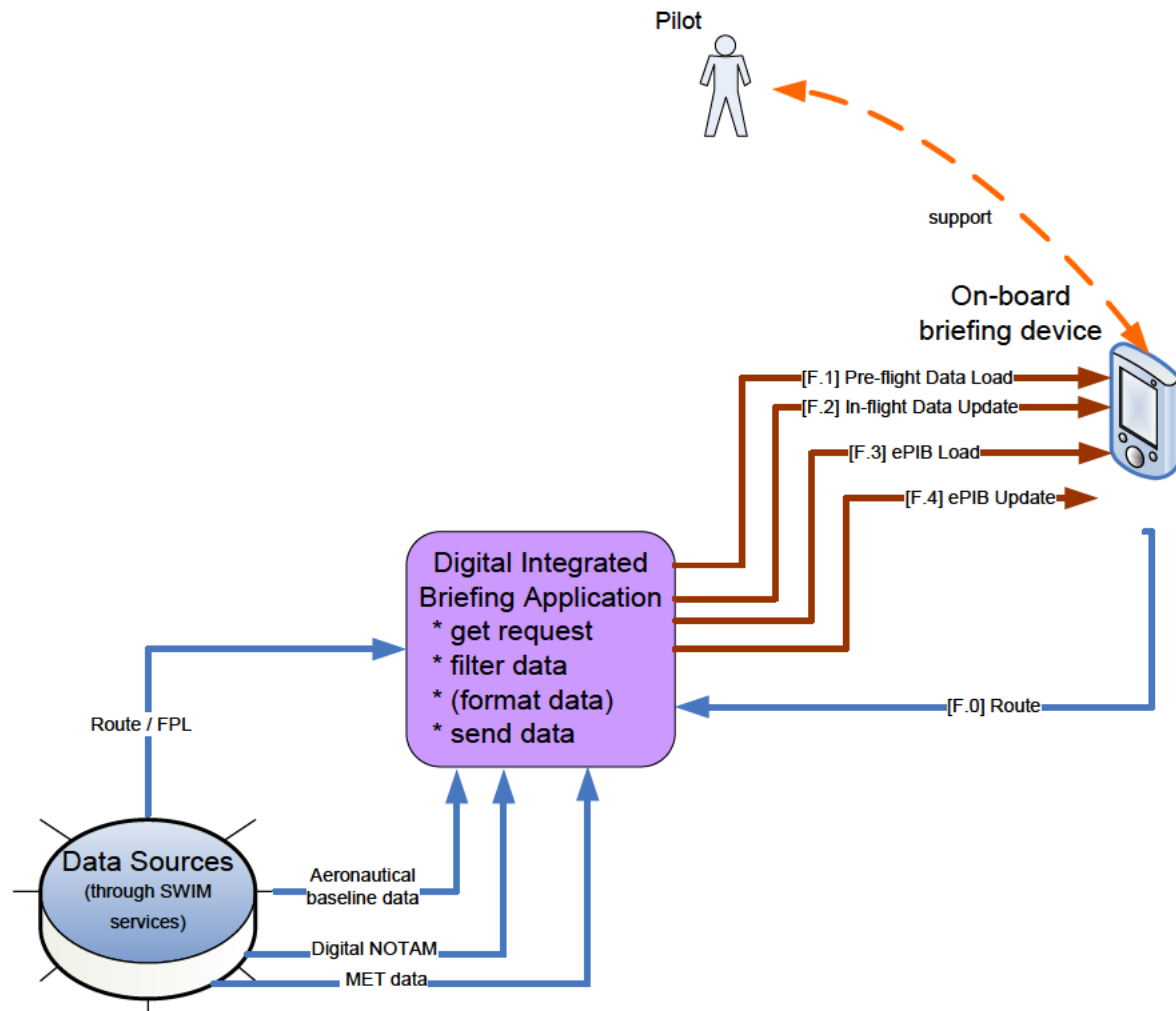 Pilot
support
On-board
briefing device
[F.1] Pre-flight Data Load
[F.2] In-flight Data Update
[F.3] ePIB Load
[F.4] ePIB Update
Digital Integrated
Briefing Application
* get request
* filter data
* (format data)
* send data
[F.0] Route
Route / FPL
Data Sources
(through SWIM
services)
Aeronautical
baseline data
Digital NOTAM
MET data